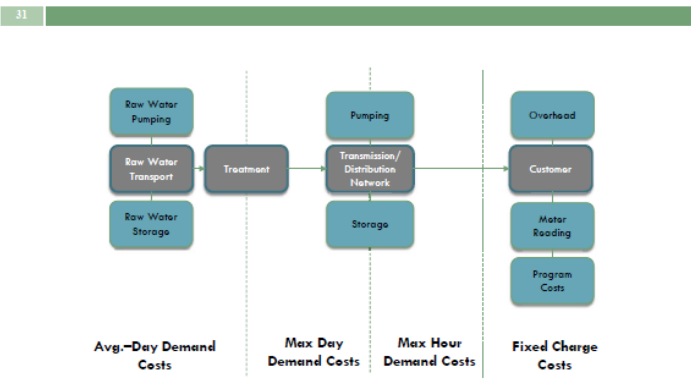 31
Raw Water
Pumping
Pumping
Overhead
Raw Water
Transport
Treatment
Transmission/
Distribution
Network
Customer
Raw Water
Storage
Storage
Meter
Reading
Program
Costs
Avg.–Day Demand
Costs
Max Day
Demand Costs
Max Hour
Demand Costs
Fixed Charge
Costs